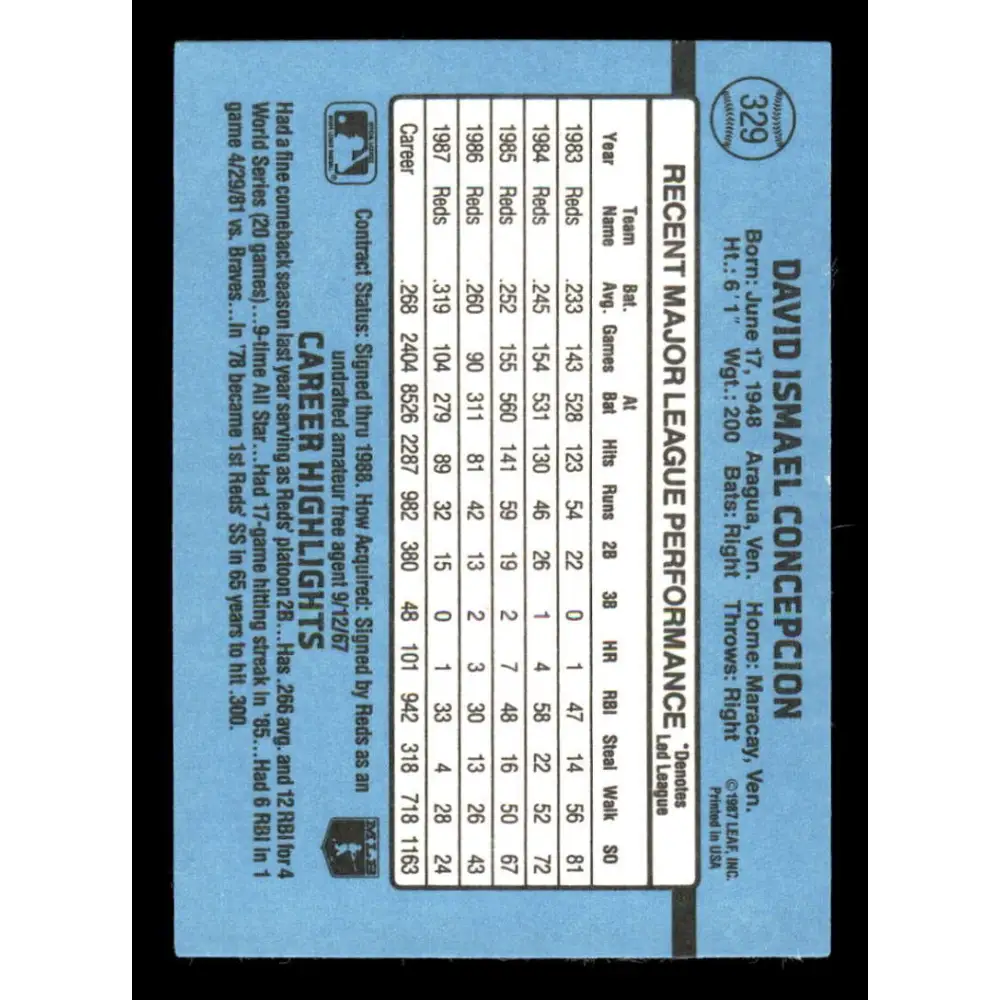 329
DAVID ISMAEL CONCEPCION
Born: June 17, 1948 Aragua, Ven. Home: Maracay, Ven.
Ht.: 6'1" Wgt.: 200 Bats: Right Throws: Right
©1987 LEAF, INC.
Printed in USA
RECENT MAJOR LEAGUE PERFORMANCE *Denotes Led League
Year Team Name Bat. Avg. Games At Bat Hits Runs 2B 3B HR RBI Steal Walk SO
1983 Reds .233 143 528 123 54 22 0 1 47 14 56 81
1984 Reds .245 154 531 130 46 26 1 4 58 22 52 72
1985 Reds .252 155 560 141 59 19 2 7 48 16 50 67
1986 Reds .260 90 311 81 42 13 2 3 30 13 26 43
1987 Reds .319 104 279 89 32 15 0 1 33 4 28 24
Career .268 2404 8526 2287 982 380 48 101 942 318 718 1163
Contract Status: Signed thru 1988. How Acquired: Signed by Reds as an
undrafted amateur free agent 9/12/67
MLB
CAREER HIGHLIGHTS
Had a fine comeback season last year serving as Reds' platoon 2B...Has .266 avg. and 12 RBI for 4
World Series (20 games)...9-time All Star...Had 17-game hitting streak in '85...Had 6 RBI in 1
game 4/29/81 vs. Braves...In '78 became 1st Reds' SS in 65 years to hit .300.